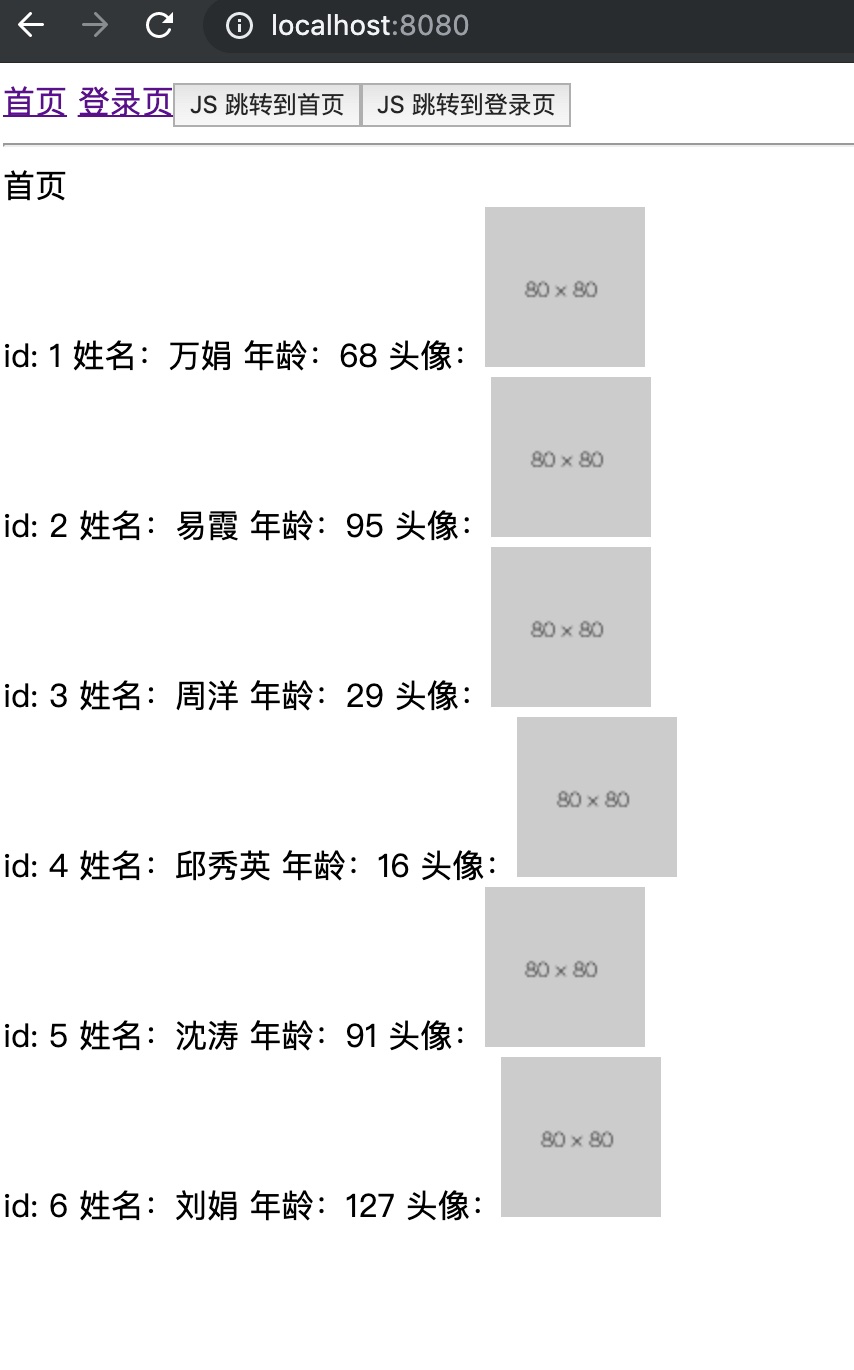 localhost:8080
首页 登录页 JS 跳转到首页 JS 跳转到登录页
首页
80 × 80
id: 1 姓名：万娟 年龄：68 头像：
80 × 80
id: 2 姓名：易霞 年龄：95 头像：
80 × 80
id: 3 姓名：周洋 年龄：29 头像：
80 × 80
id: 4 姓名：邱秀英 年龄：16 头像：
80 × 80
id: 5 姓名：沈涛 年龄：91 头像：
80 × 80
id: 6 姓名：刘娟 年龄：127 头像：